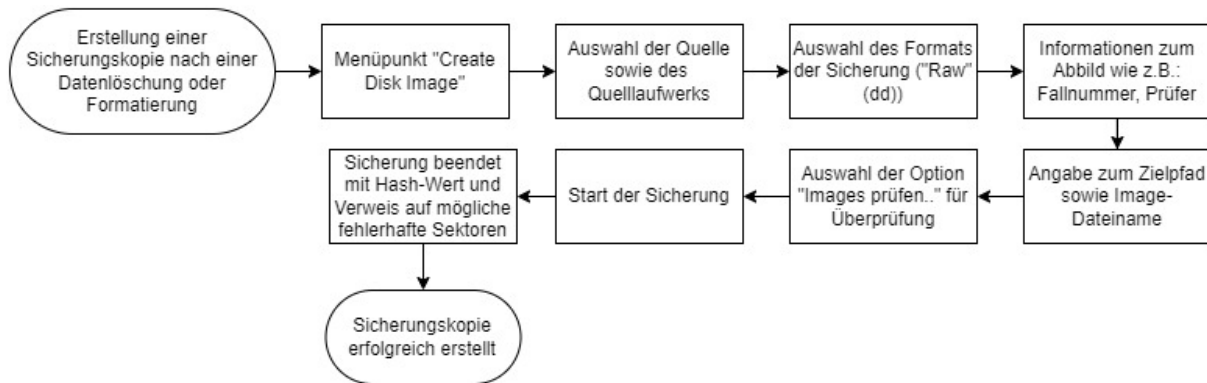 Erstellung einer
Sicherungskopie nach einer
Datenlöschung oder
Formatierung
Menüpunkt "Create
Disk Image"
Auswahl der Quelle
sowie des
Quelllaufwerks
Auswahl des Formats
der Sicherung ("Raw"
(dd))
Informationen zum
Abbild wie z.B.:
Fallnummer, Prüfer
Angabe zum Zielpfad
sowie Image-
Dateiname
Auswahl der Option
"Images prüfen.." für
Überprüfung
Start der Sicherung
Sicherung beendet
mit Hash-Wert und
Verweis auf mögliche
fehlerhafte Sektoren
Sicherungskopie
erfolgreich erstellt